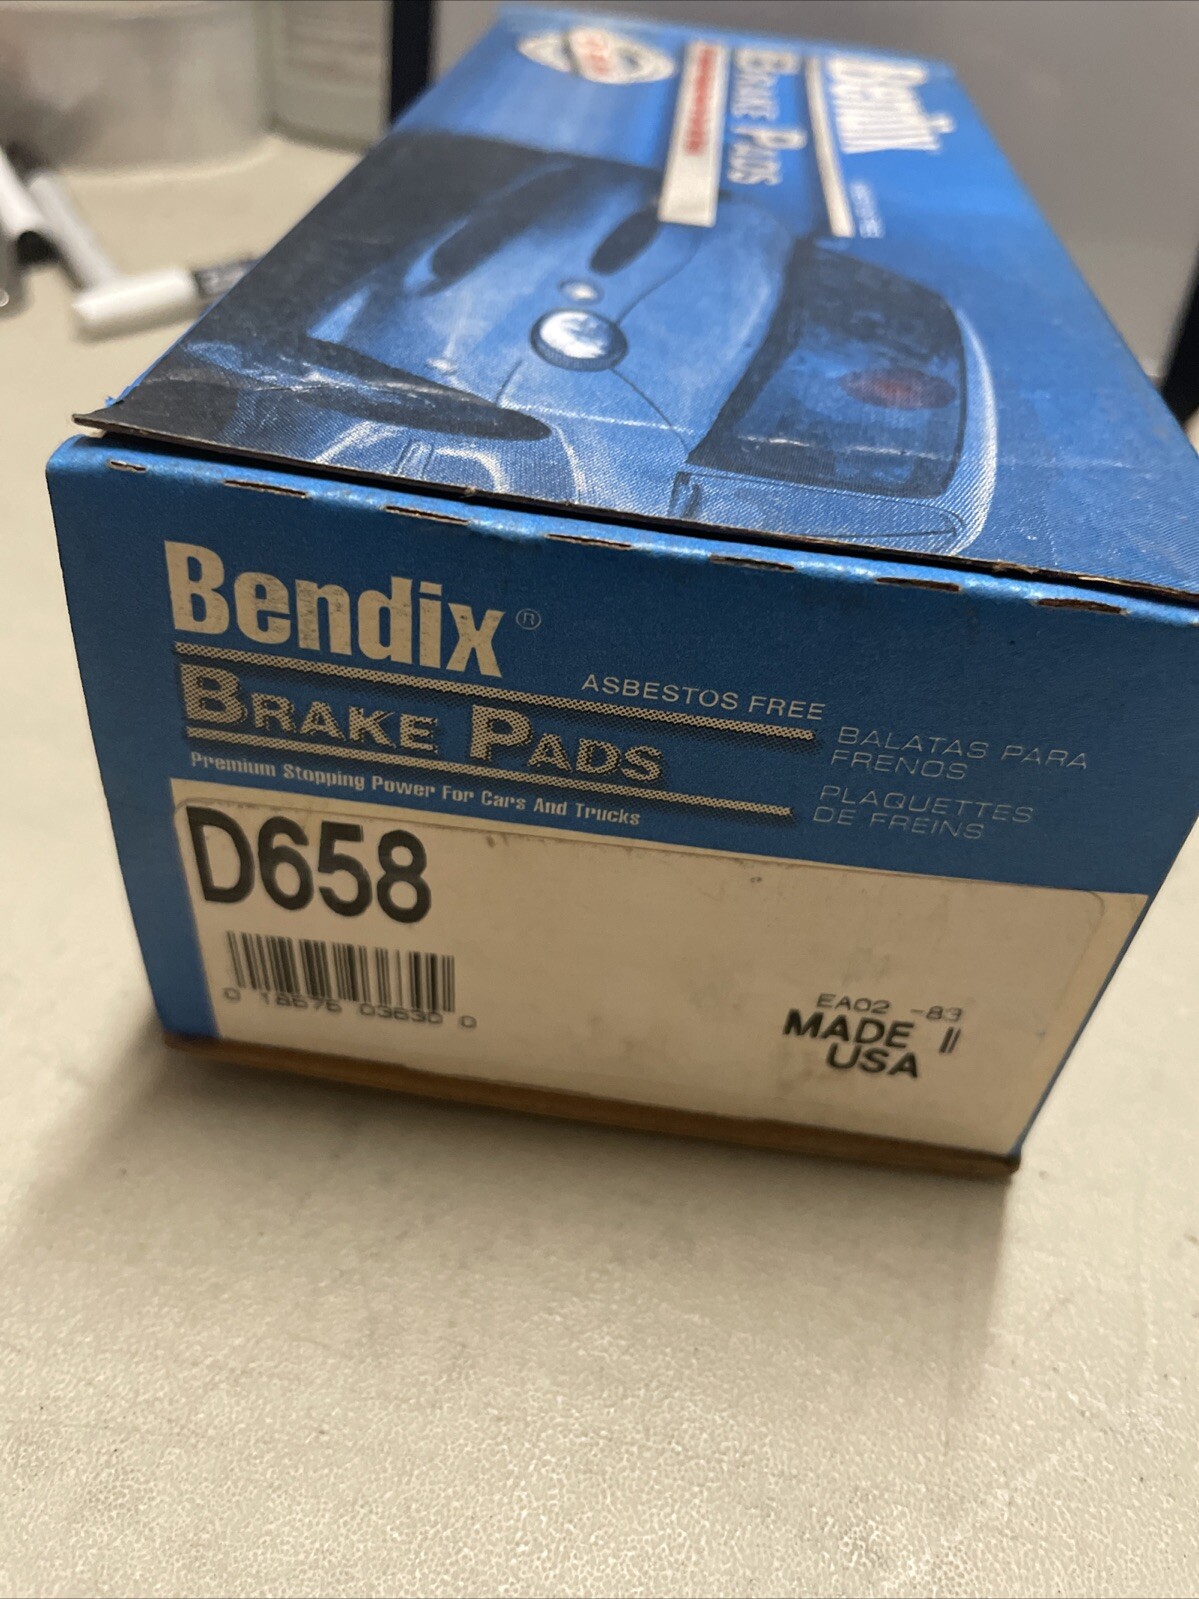 Bendix
BRAKE PADS
Bendix®
ASBESTOS FREE
BRAKE PADS
BALATAS PARA
FRENOS
Premium Stopping Power For Cars And Trucks
PLAQUETTES
DE FREINS
D658
0 18676 03630 0
EA02 -83
MADE I
USA